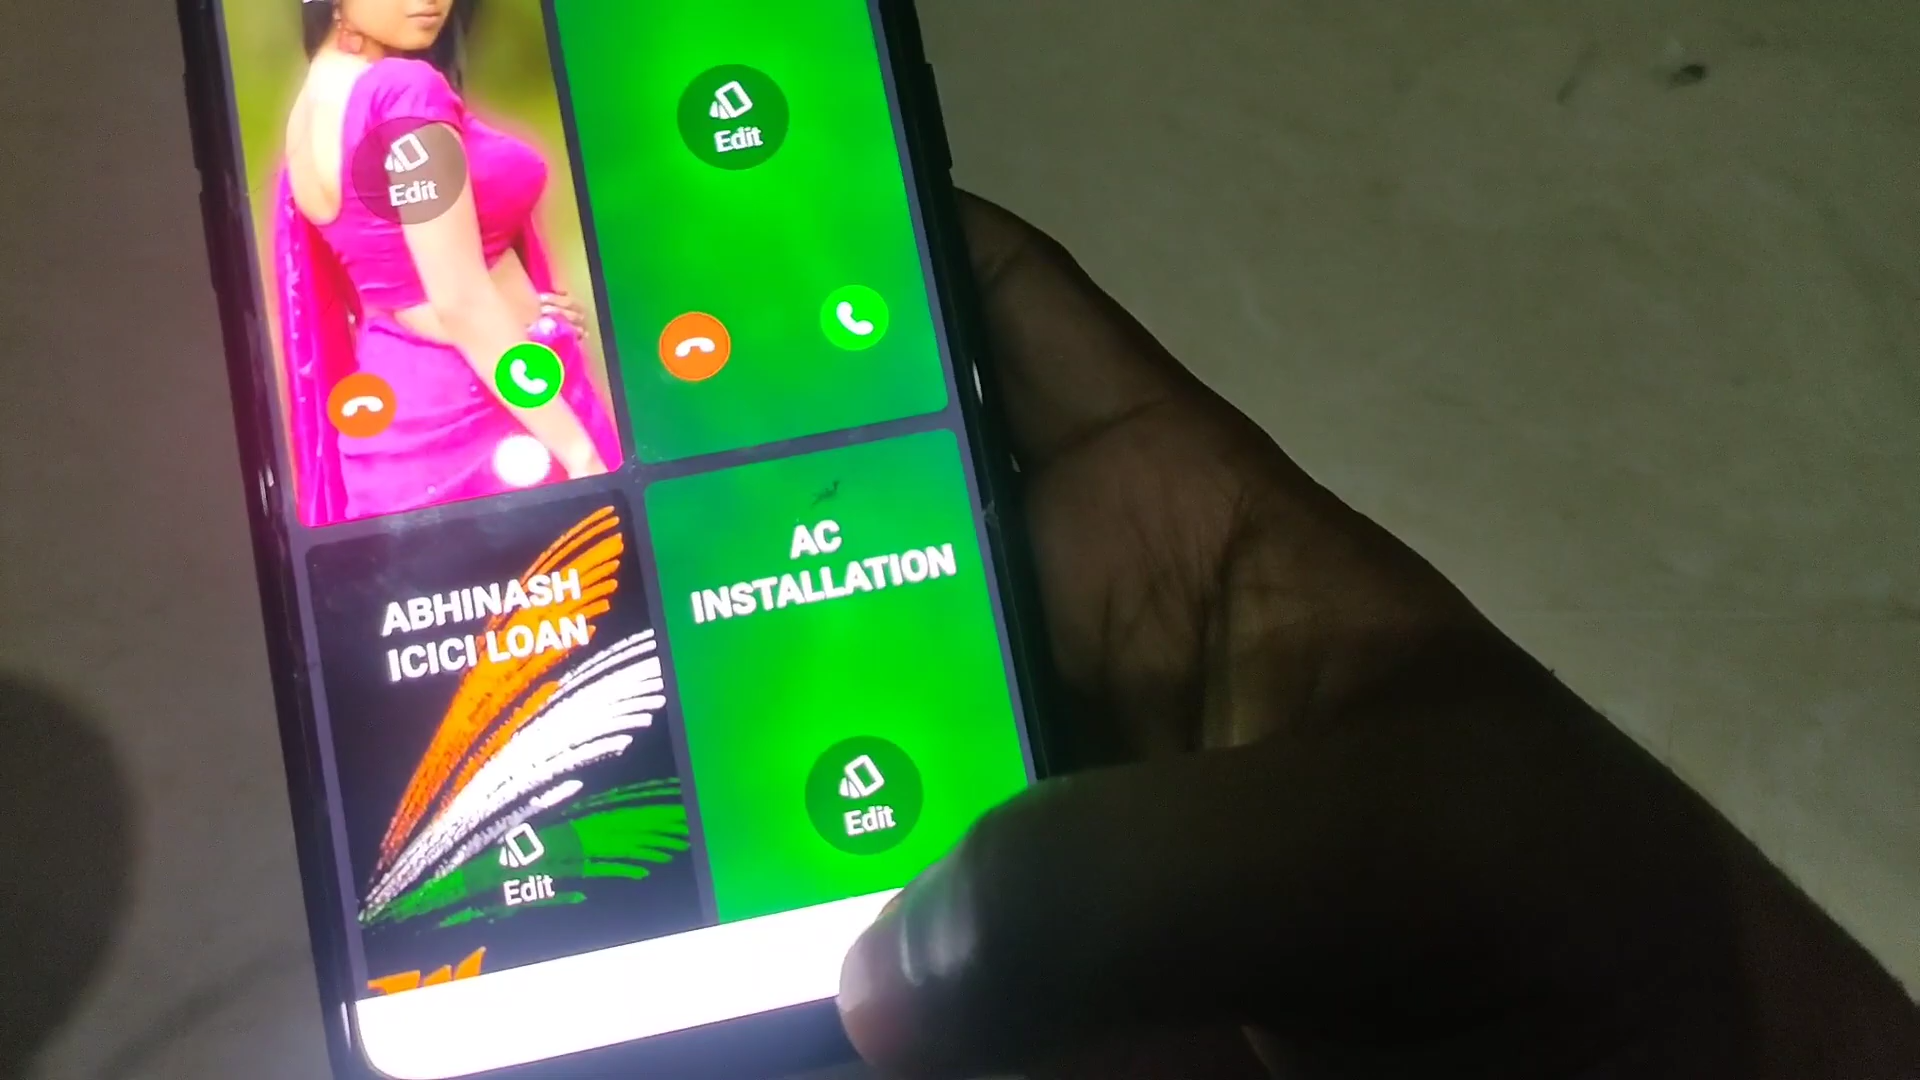 Edit
Edit
ABHINASH
ICICI LOAN
Edit
AC
INSTALLATION
Edit